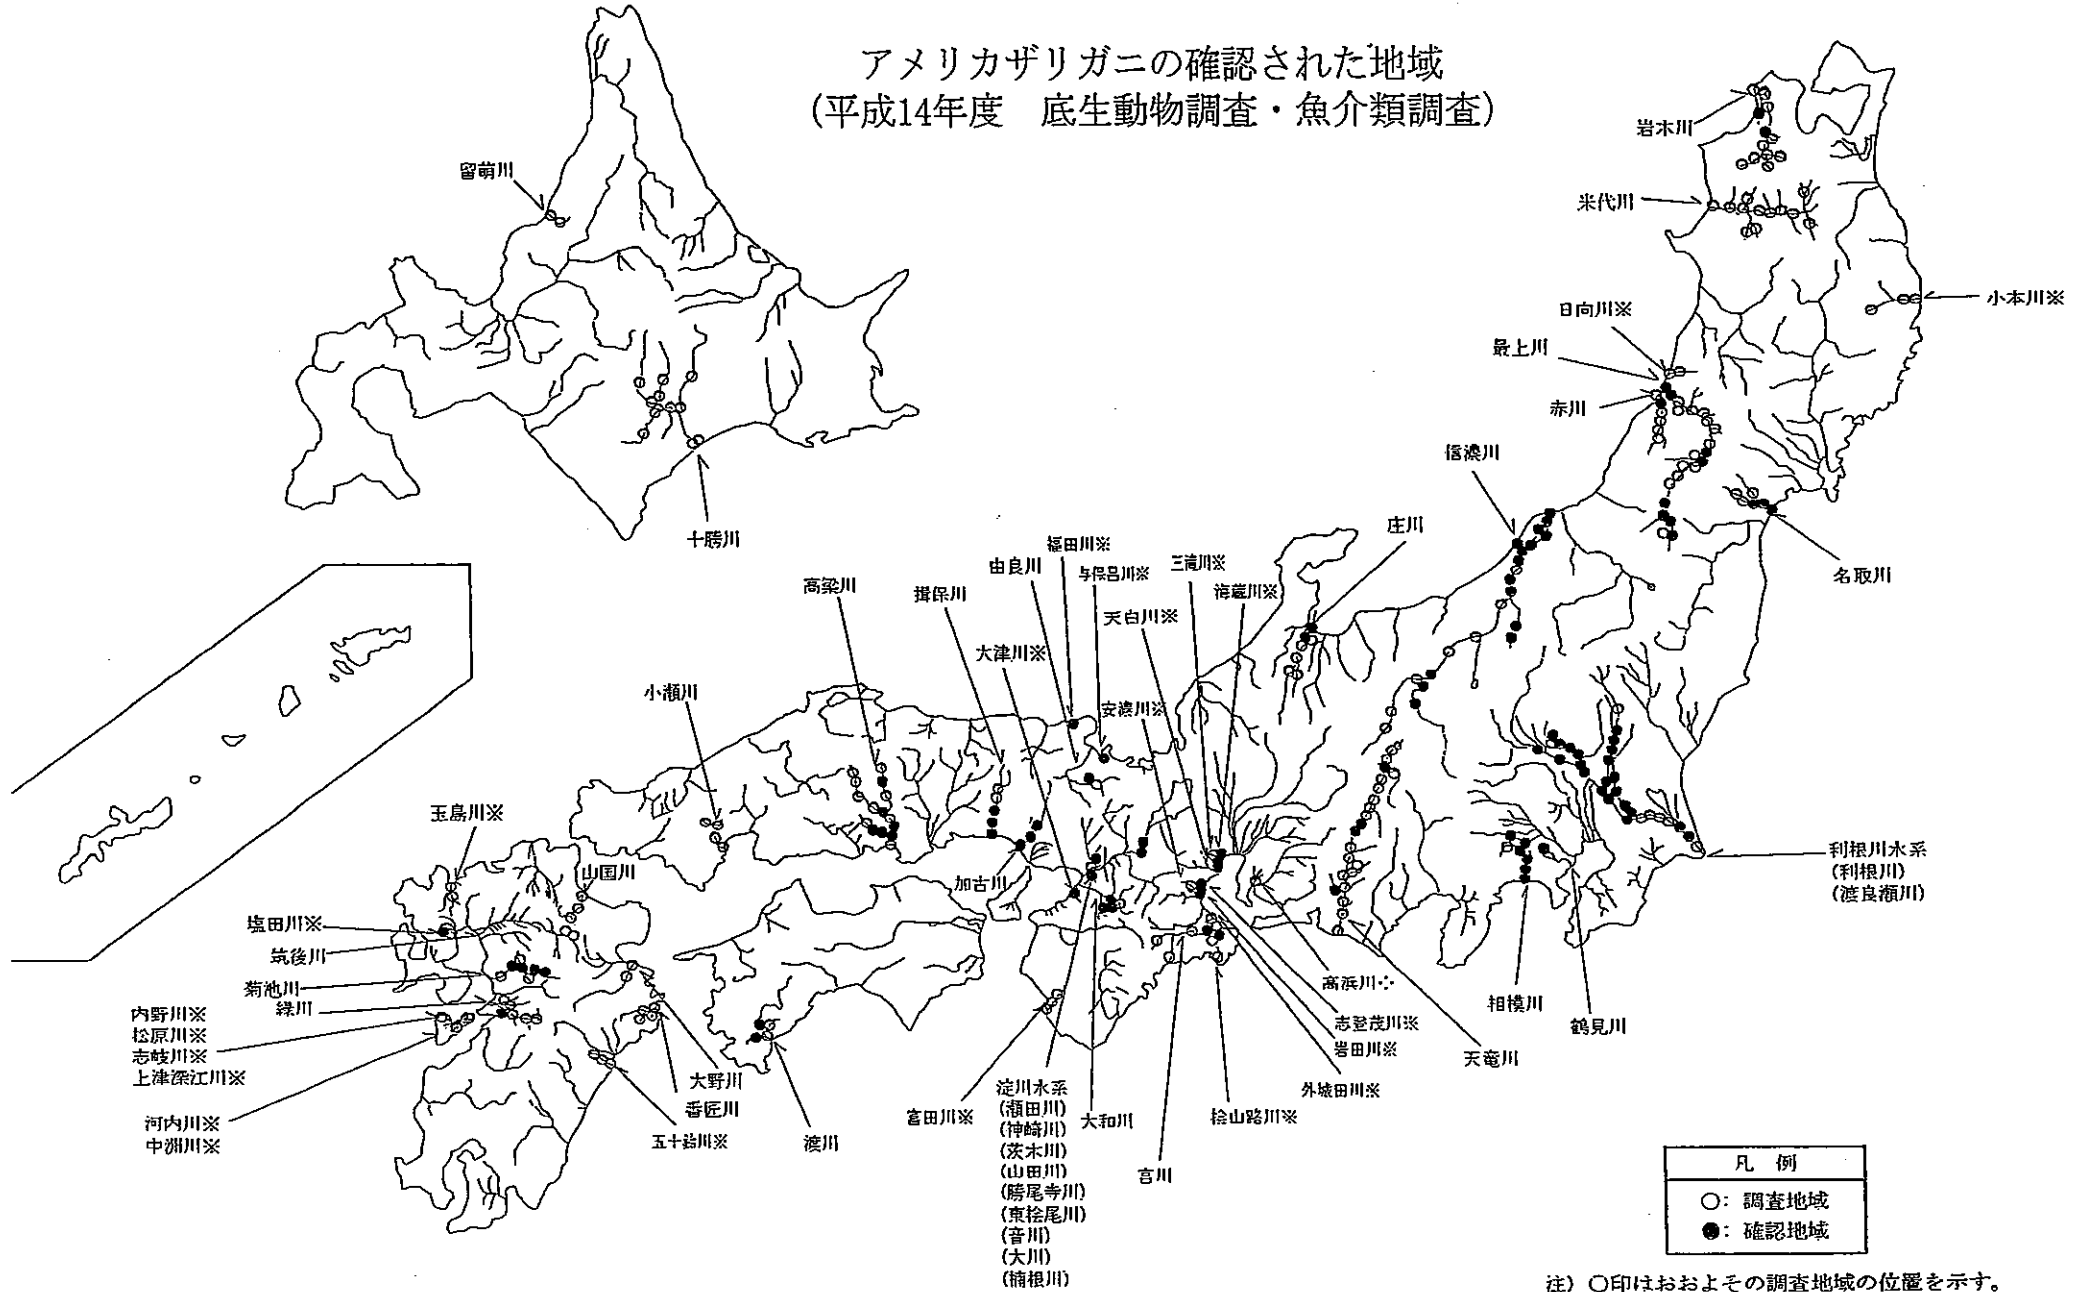 アメリカザリガニの確認された地域
(平成14年度　底生動物調査・魚介類調査)
留萌川
十勝川
岩木川
米代川
小本川※
日向川※
最上川
赤川
名取川
信濃川
庄川
福田川※
由良川
与保呂川※
三滝川※
海蔵川※
天白川※
高梁川
揖保川
大津川※
安濃川※
小瀬川
玉島川※
山国川
加古川
塩田川※
筑後川
菊池川
緑川
内野川※
松原川※
志岐川※
上津深江川※
河内川※
中洲川※
大野川
番匠川
五十鈴川※
渡川
富田川※
淀川水系
(瀬田川)
(神崎川)
(茨木川)
(山田川)
(勝尾寺川)
(東桧尾川)
(音川)
(大川)
(楠根川)
大和川
宮川
桧山路川※
外城田川※
岩田川※
志登茂川※
高浜川※
天竜川
相模川
鶴見川
利根川水系
(利根川)
(渡良瀬川)
凡　例
○: 調査地域
●: 確認地域
注) ○印はおおよその調査地域の位置を示す。